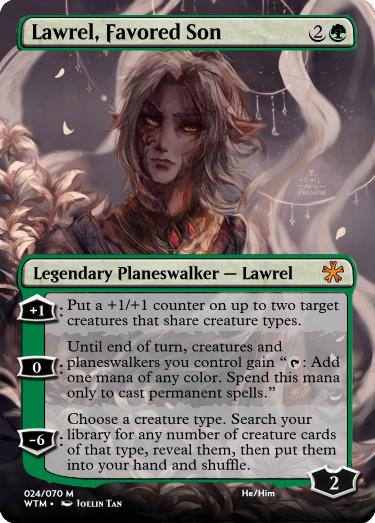 Lawrel, Favored Son 2
Legendary Planeswalker — Lawrel
+1: Put a +1/+1 counter on up to two target
creatures that share creature types.
Until end of turn, creatures and
0: planeswalkers you control gain “T: Add
one mana of any color. Spend this mana
only to cast permanent spells.”
Choose a creature type. Search your
-6: library for any number of creature cards
of that type, reveal them, then put them
into your hand and shuffle.
2
024/070 M He/Him
WTM • Joelin Tan